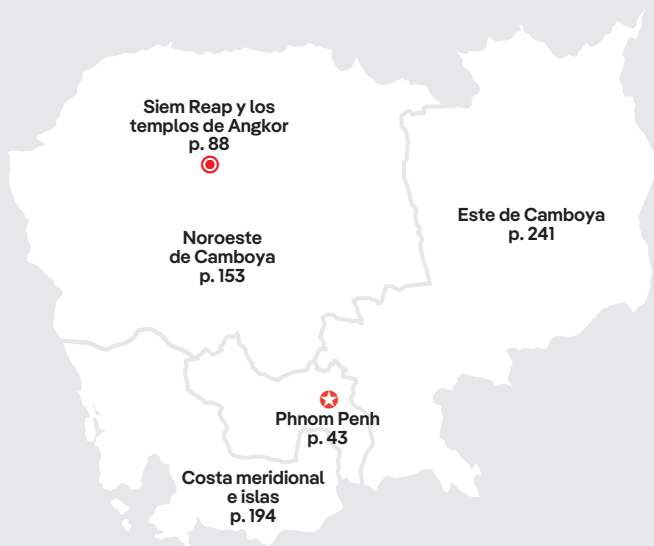 Siem Reap y los
templos de Angkor
p. 88
Noroeste
de Camboya
p. 153
Este de Camboya
p. 241
Phnom Penh
p. 43
Costa meridional
e islas
p. 194